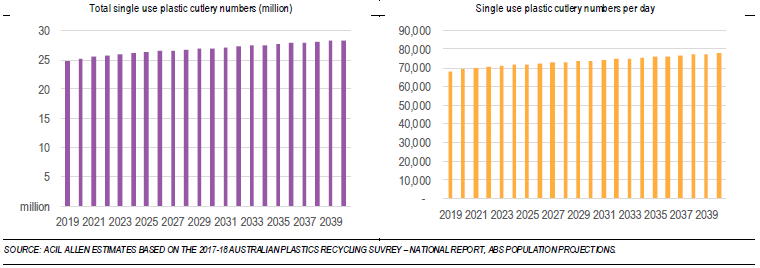 Total single use plastic cutlery numbers (million)
30
25
20
15
10
5
million
2019 2021 2023 2025 2027 2029 2031 2033 2035 2037 2039
Single use plastic cutlery numbers per day
90,000
80,000
70,000
60,000
50,000
40,000
30,000
20,000
10,000
-
2019 2021 2023 2025 2027 2029 2031 2033 2035 2037 2039
SOURCE: ACIL ALLEN ESTIMATES BASED ON THE 2017-18 AUSTRALIAN PLASTICS RECYCLING SUVREY – NATIONAL REPORT, ABS POPULATION PROJECTIONS.